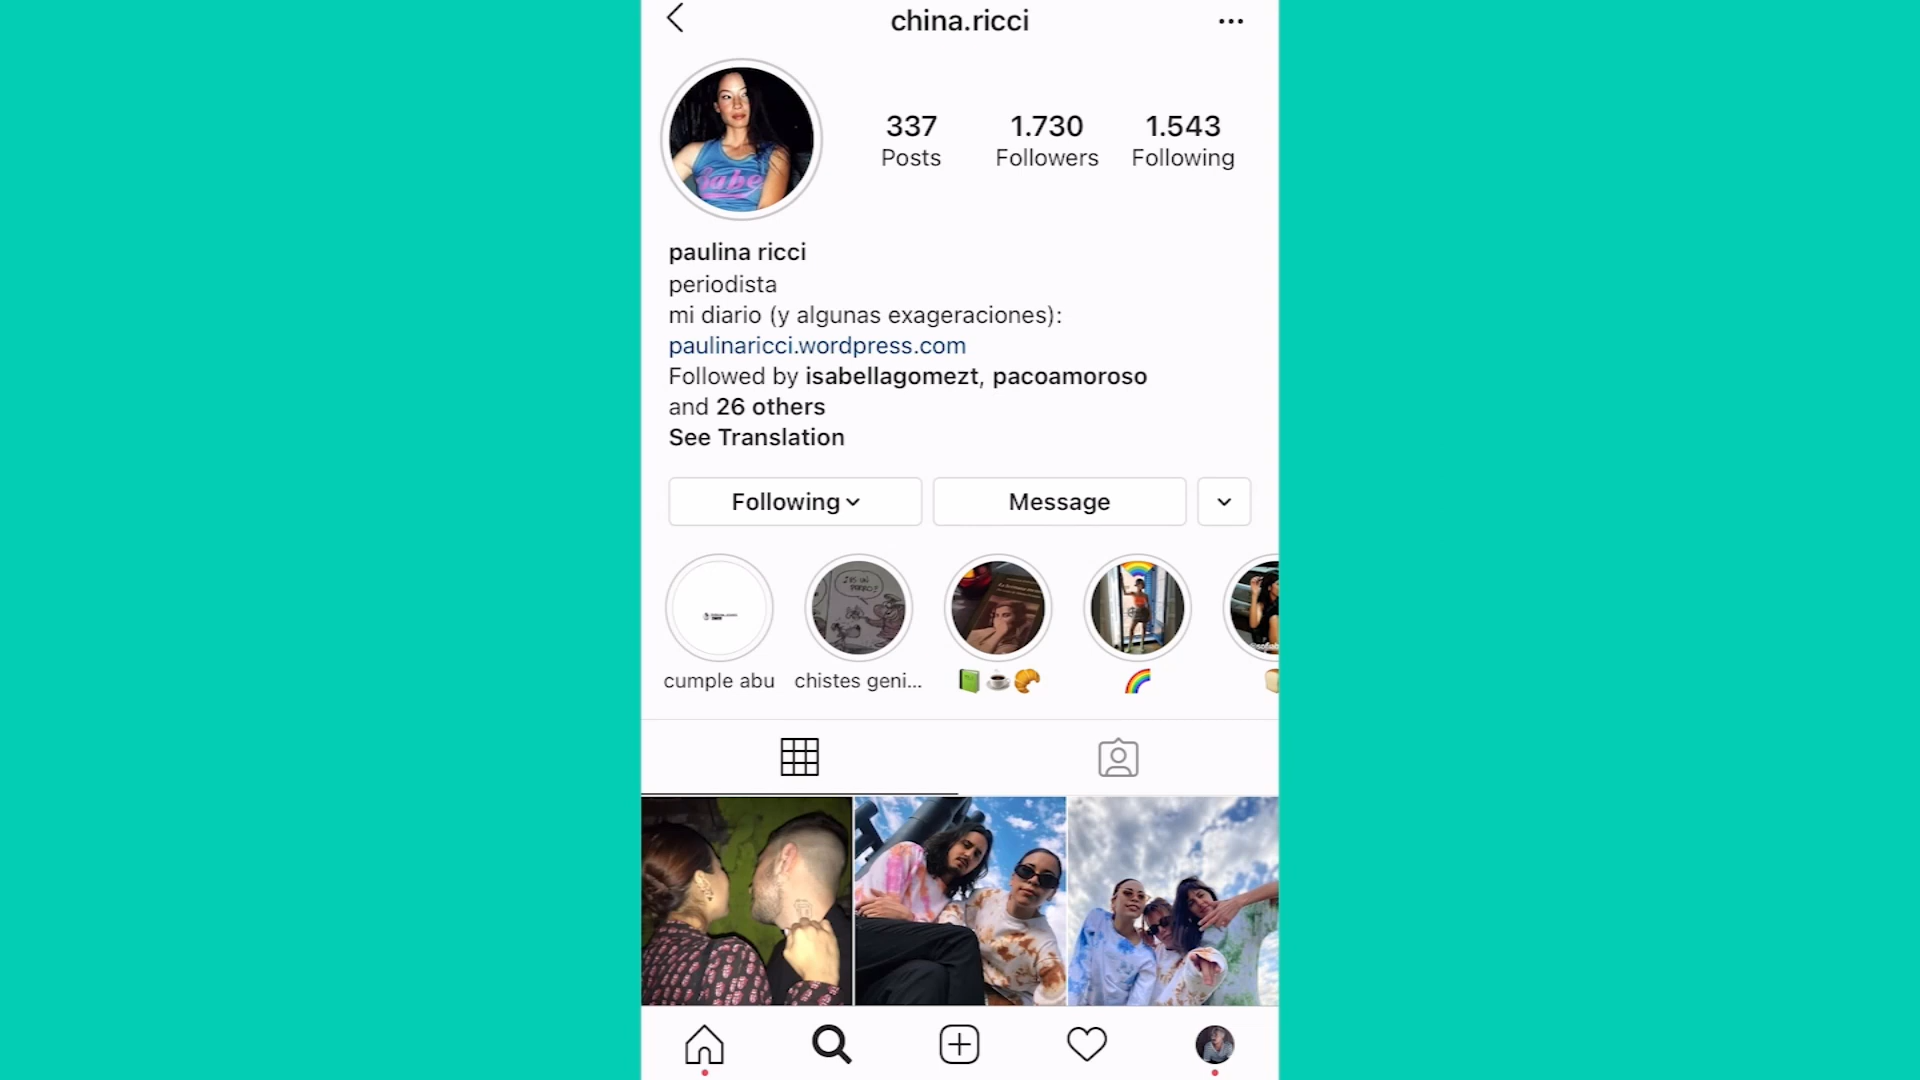 china.ricci
337
Posts
1.730
Followers
1.543
Following
paulina ricci
periodista
mi diario (y algunas exageraciones):
paulinaricci.wordpress.com
Followed by isabellagomezt, pacoamoroso
and 26 others
See Translation
Following
Message
cumple abu
chistes geni...